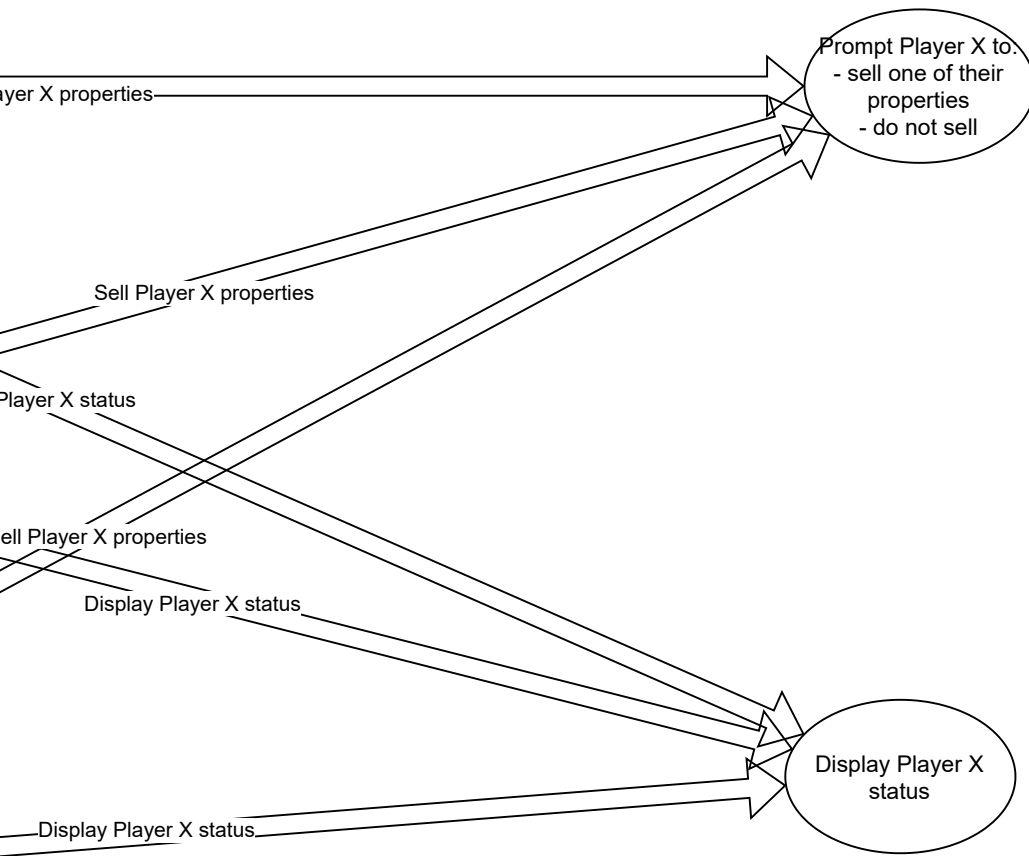 Prompt Player X to:
- sell one of their
properties
- do not sell
ayer X properties
Sell Player X properties
Player X status
ell Player X properties
Display Player X status
Display Player X
status
Display Player X status